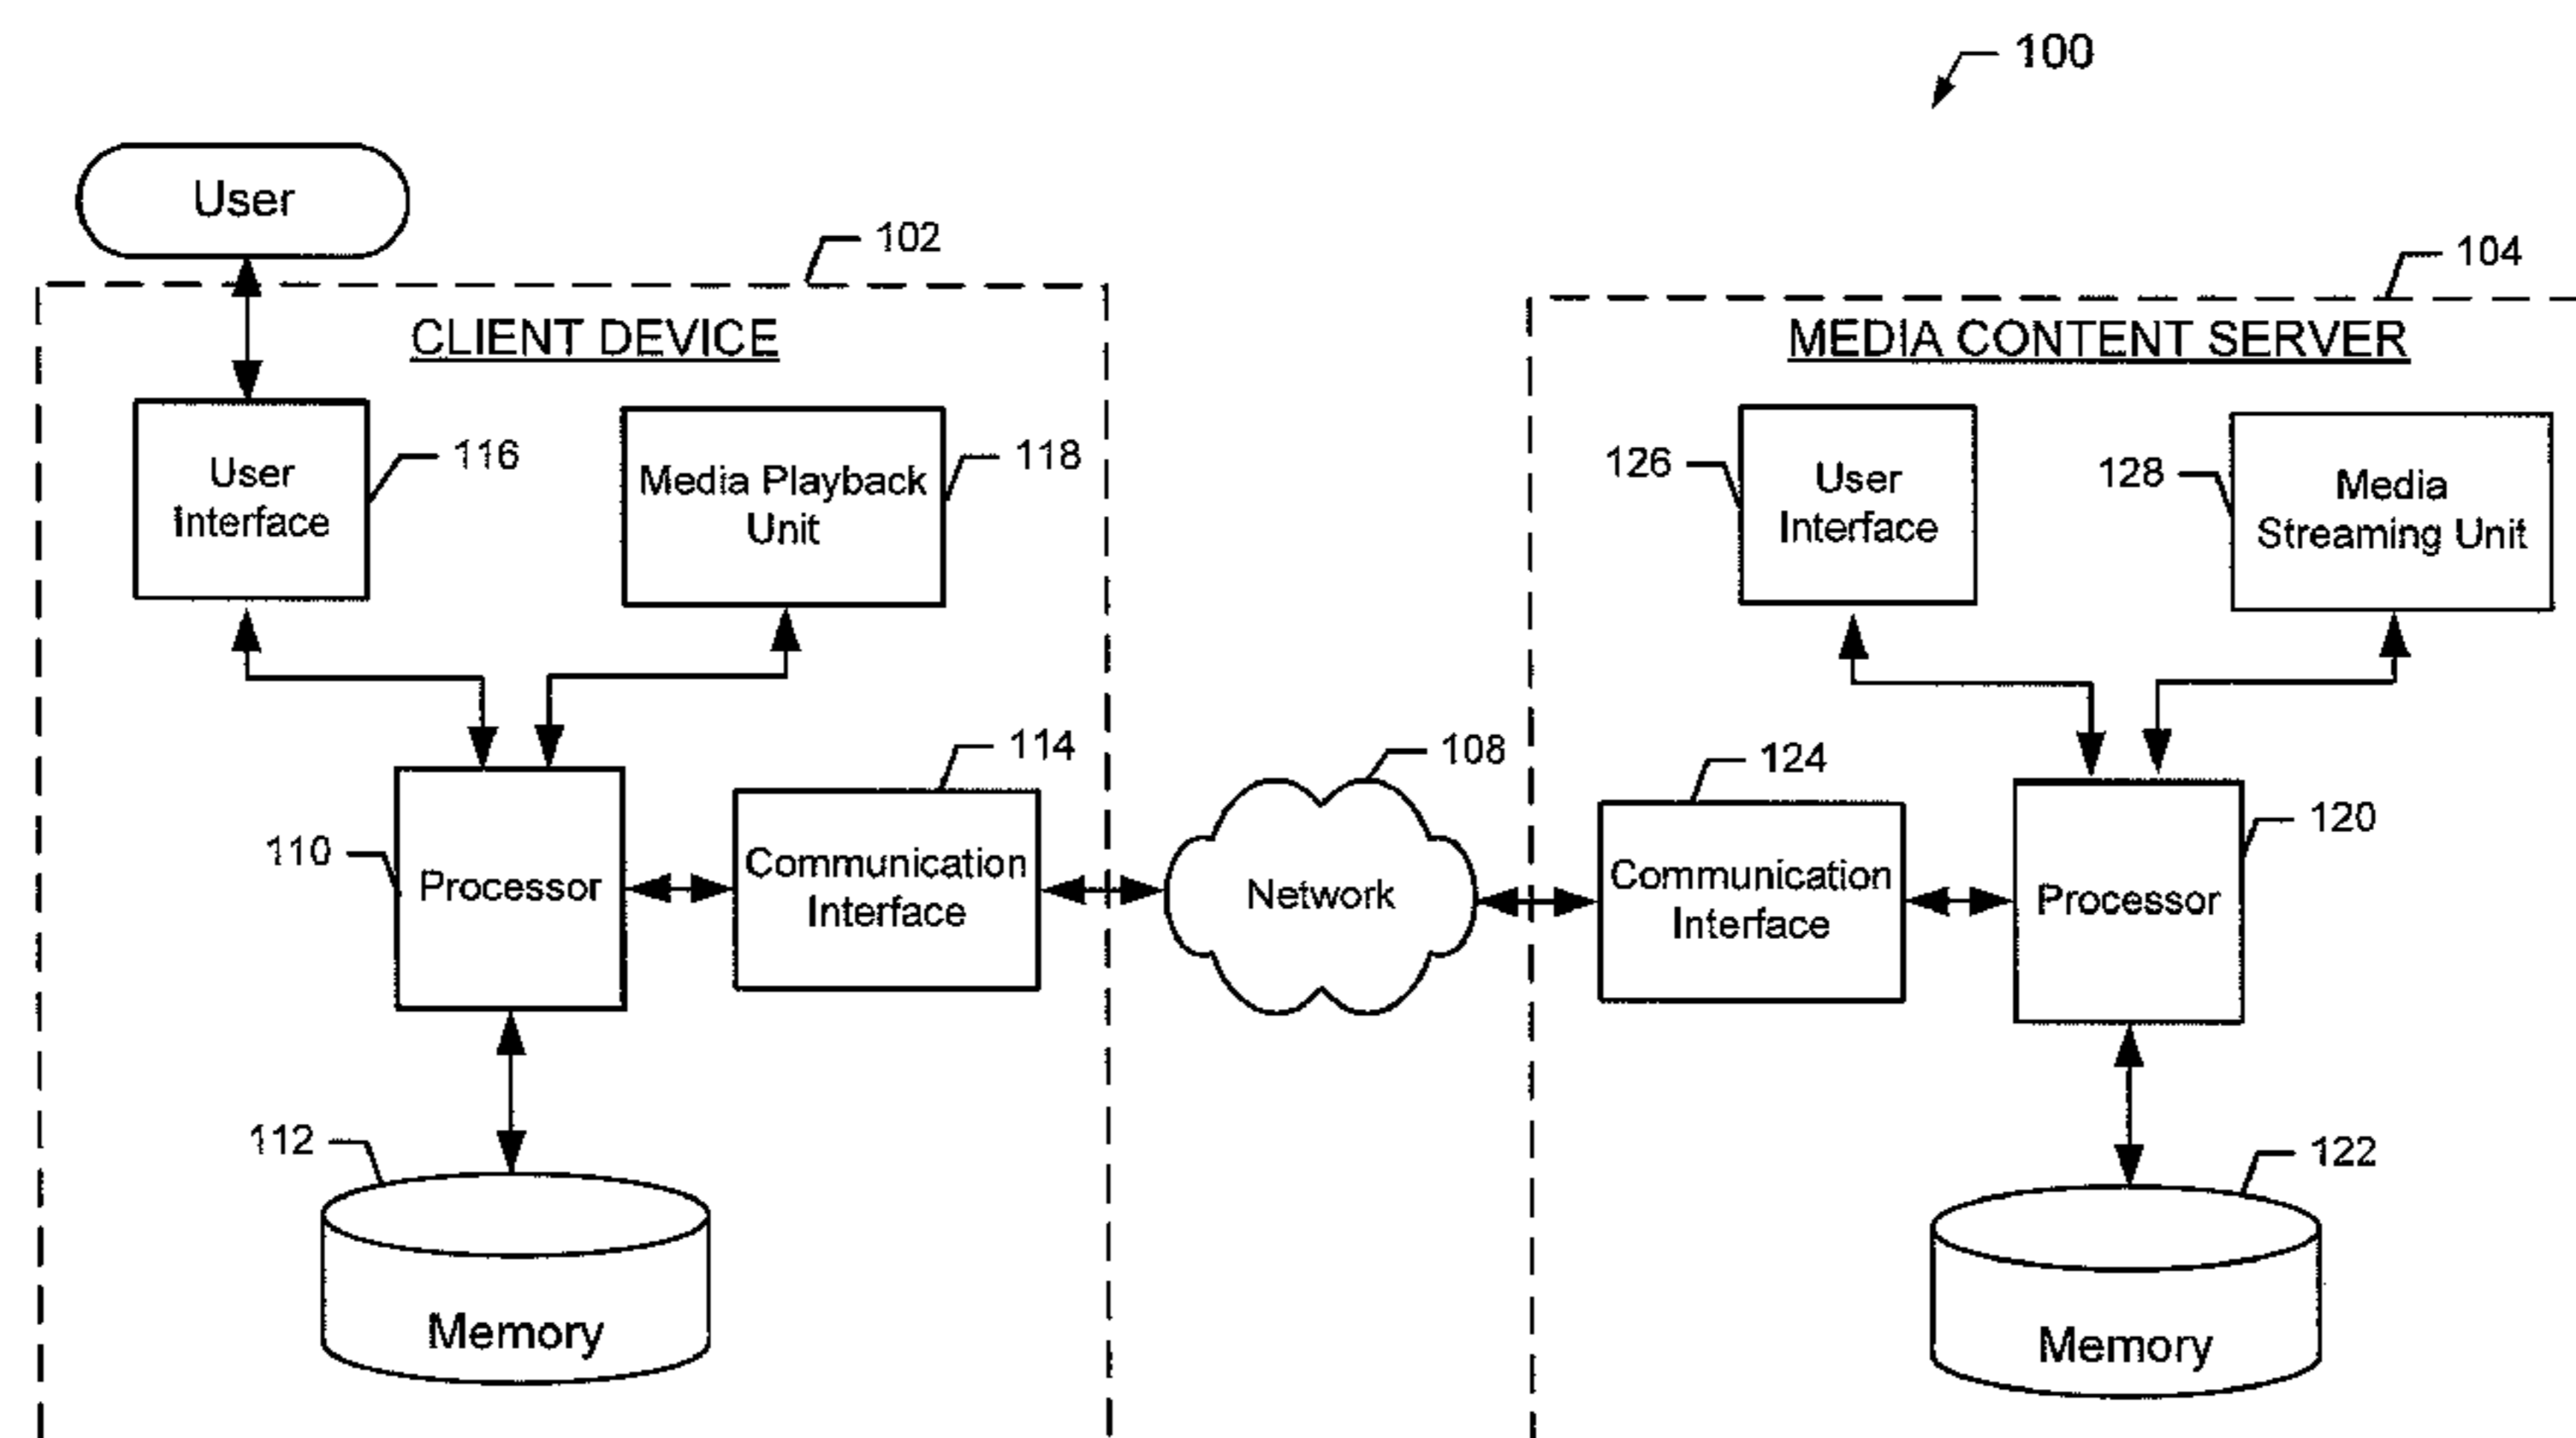 100
User
102
104
CLIENT DEVICE
MEDIA CONTENT SERVER
User
Interface
116
Media Playback
Unit
118
126
User
Interface
128
Media
Streaming Unit
110
Processor
114
Communication
Interface
108
Network
124
Communication
Interface
120
Processor
112
Memory
122
Memory